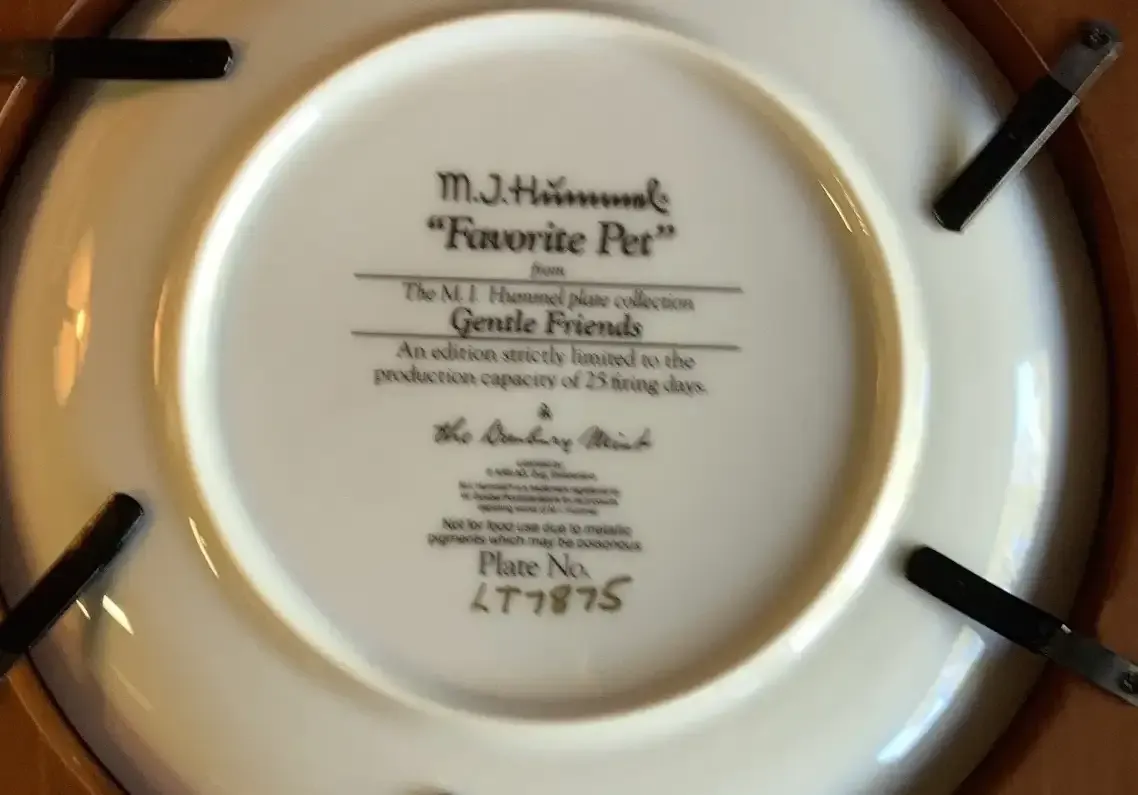 M.J. Hummel
“Favorite Pet”
from
The M. I. Hummel plate collection
Gentle Friends
An edition strictly limited to the
production capacity of 25 firing days.
&
the Danbury Mint
Not for food use due to metallic
pigments which may be poisonous
Plate No.
LT7875